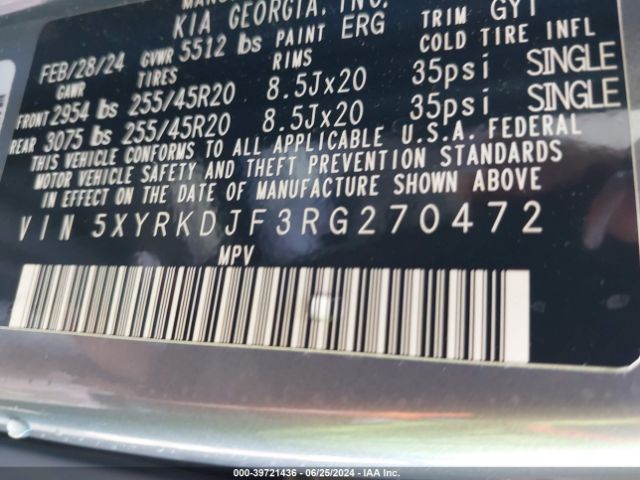 KIA GEORGIA, INC.
FEB/28/24 GVWR 5512 lbs PAINT ERG TRIM GYT
GAWR TIRES RIMS COLD TIRE INFL
FRONT 2954 lbs 255/45R20 8.5Jx20 35psi SINGLE
REAR 3075 lbs 255/45R20 8.5Jx20 35psi SINGLE
THIS VEHICLE CONFORMS TO ALL APPLICABLE U.S.A. FEDERAL
MOTOR VEHICLE SAFETY AND THEFT PREVENTION STANDARDS
IN EFFECT ON THE DATE OF MANUFACTURE SHOWN ABOVE
VIN 5XYRKDJF3RG270472
MPV
000-39721436 - 06/25/2024 - IAA Inc.